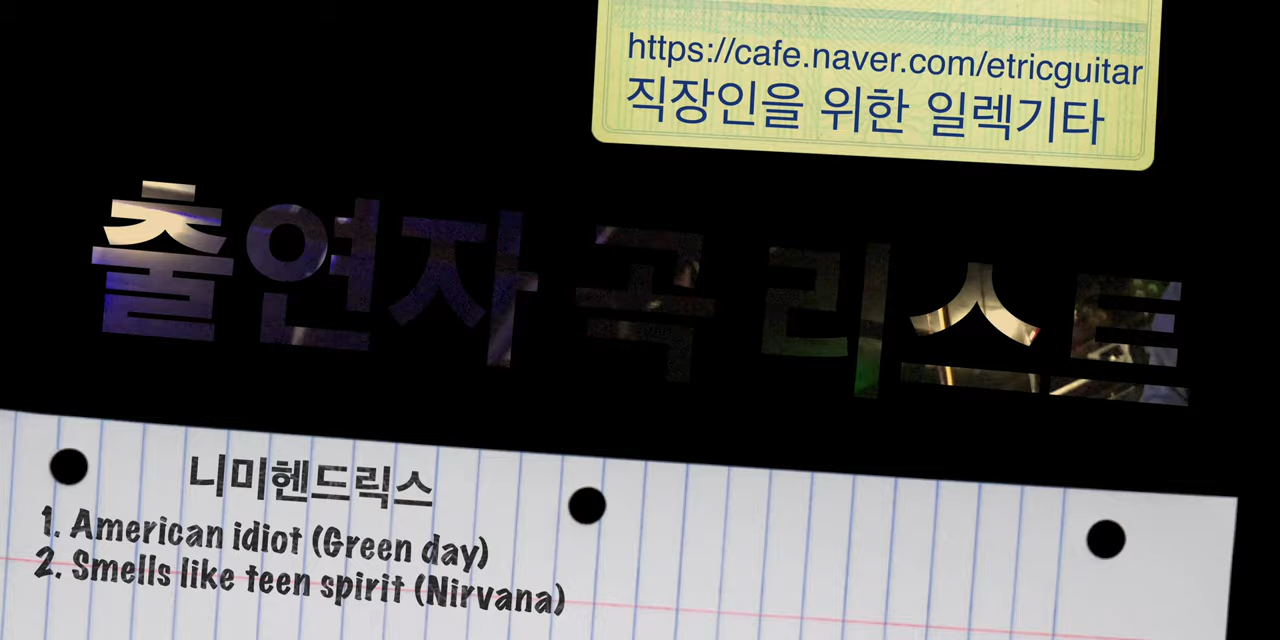 https://cafe.naver.com/etricguitar
직장인을 위한 일렉기타
출연자 곡 리스트
니미헨드릭스
1. American idiot (Green day)
2. Smells like teen spirit (Nirvana)